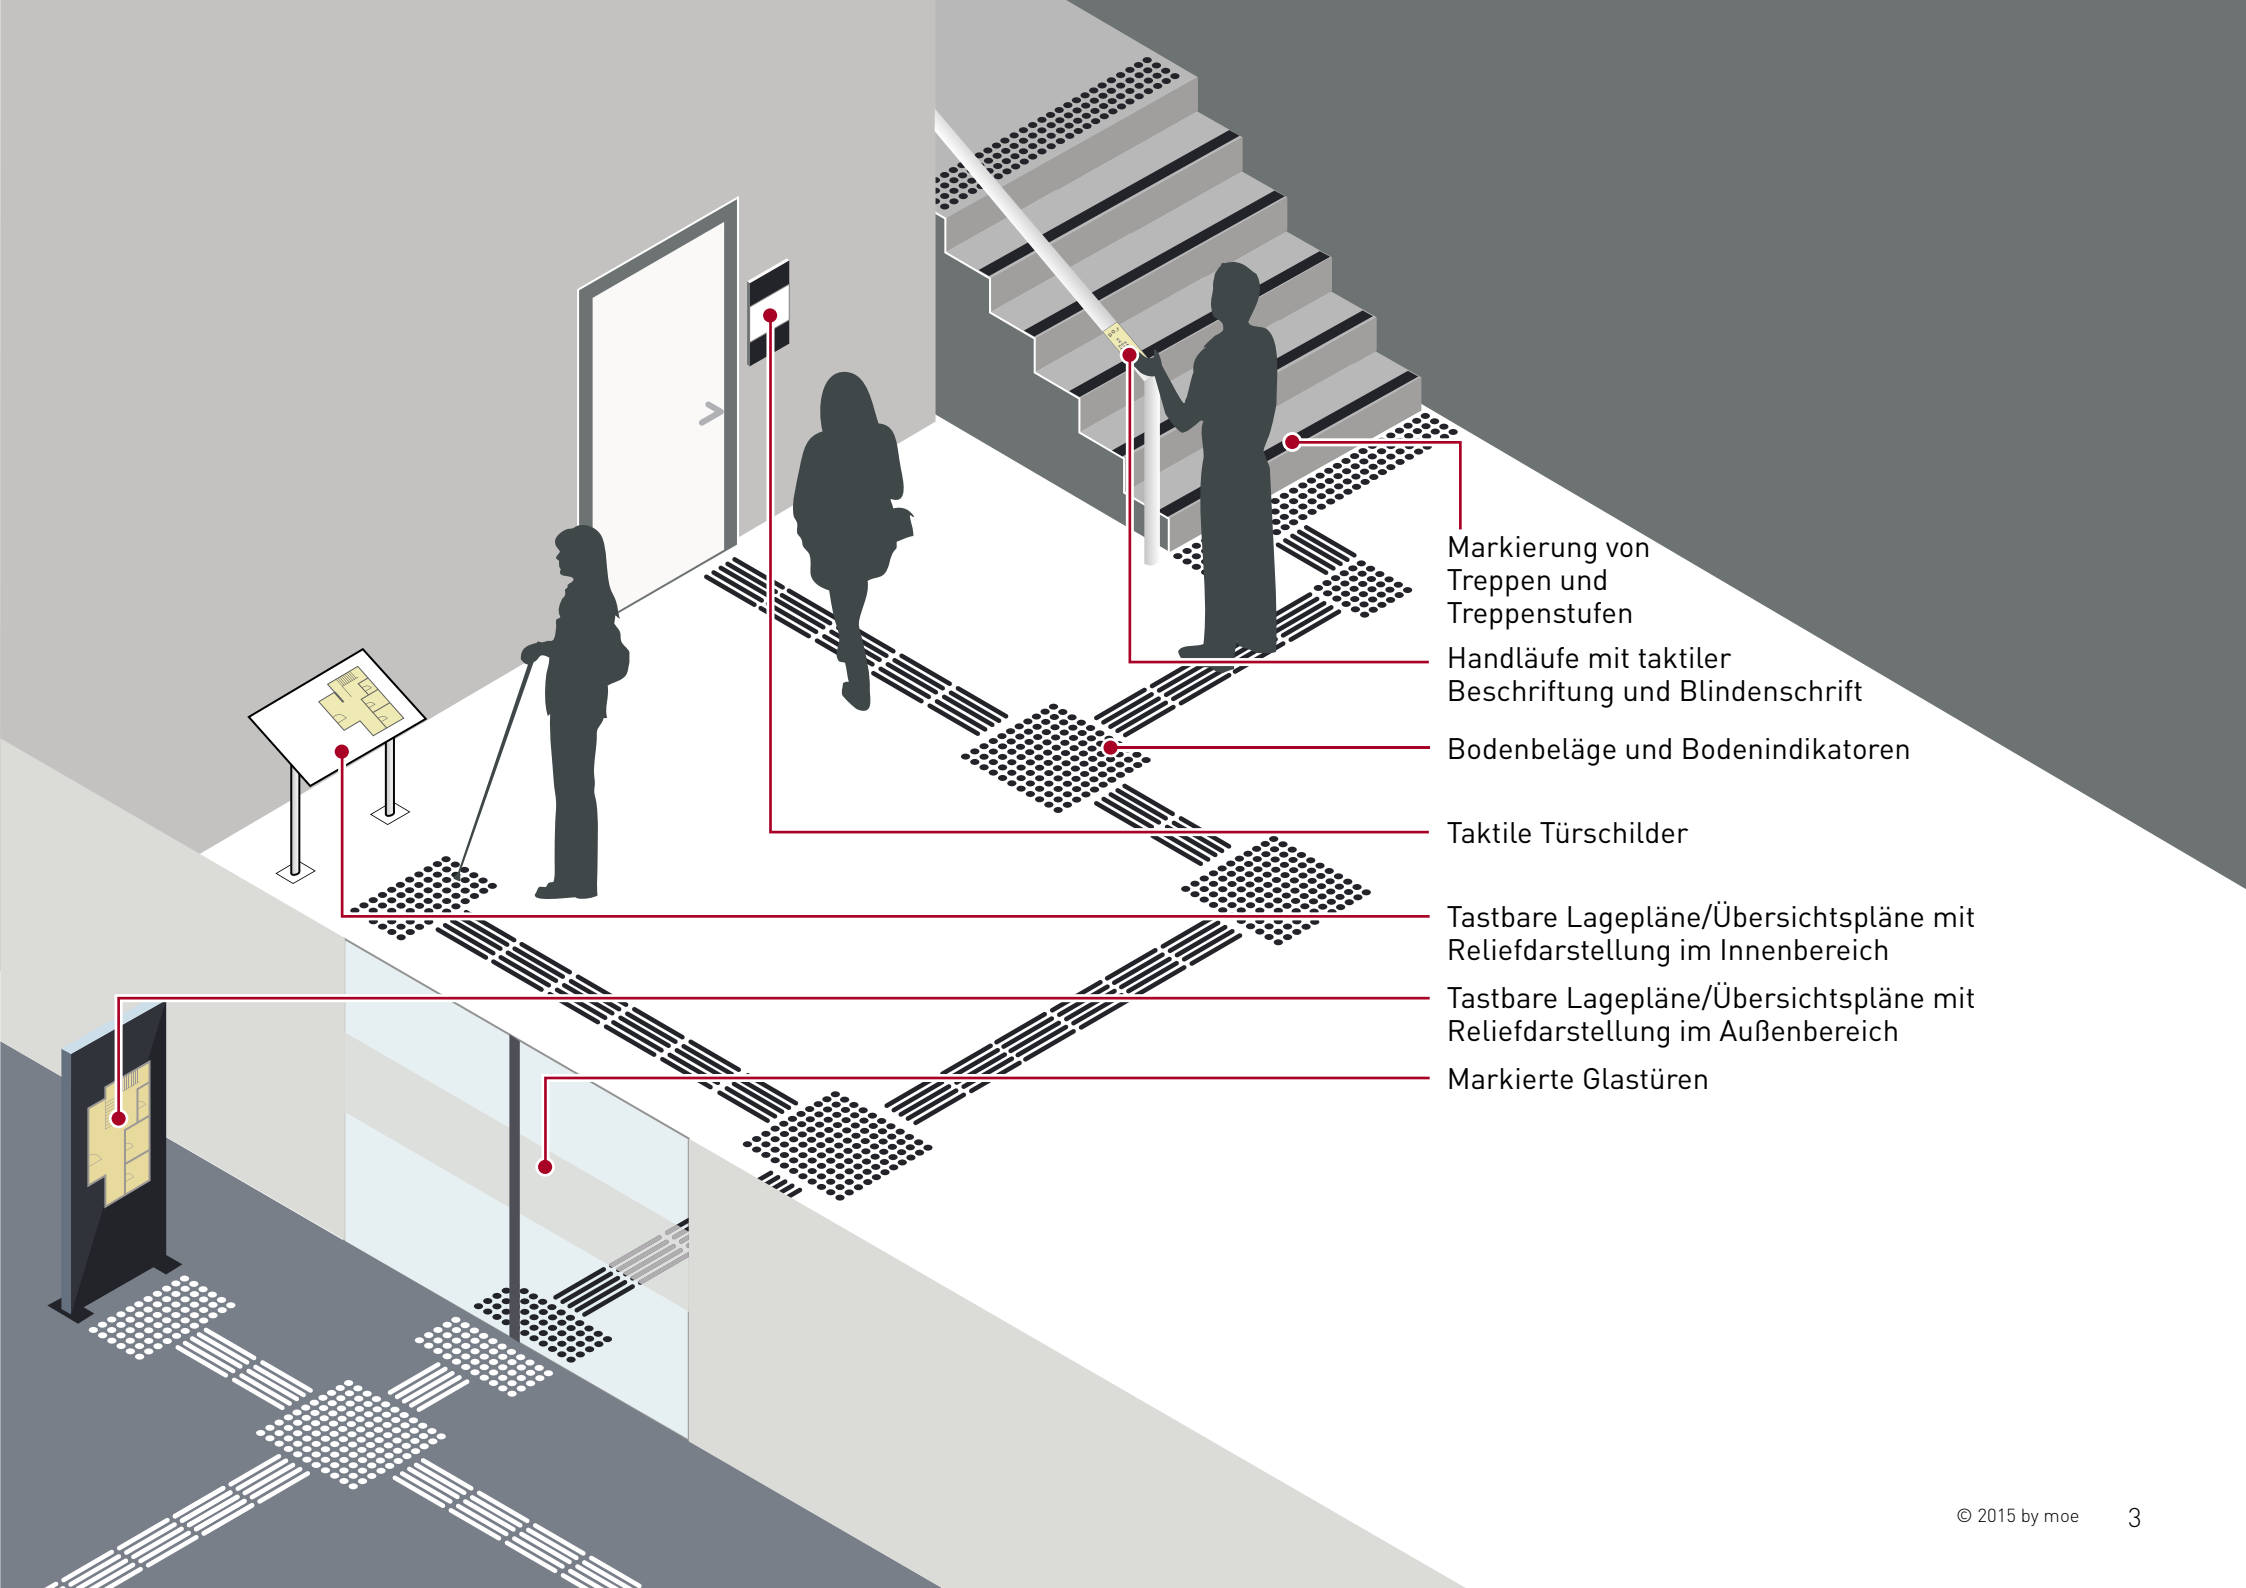 Markierung von
Treppen und
Treppenstufen
Handläufe mit taktiler
Beschriftung und Blindenschrift
Bodenbeläge und Bodenindikatoren
Taktile Türschilder
Tastbare Lagepläne/Übersichtspläne mit
Reliefdarstellung im Innenbereich
Tastbare Lagepläne/Übersichtspläne mit
Reliefdarstellung im Außenbereich
Markierte Glastüren
© 2015 by moe 3